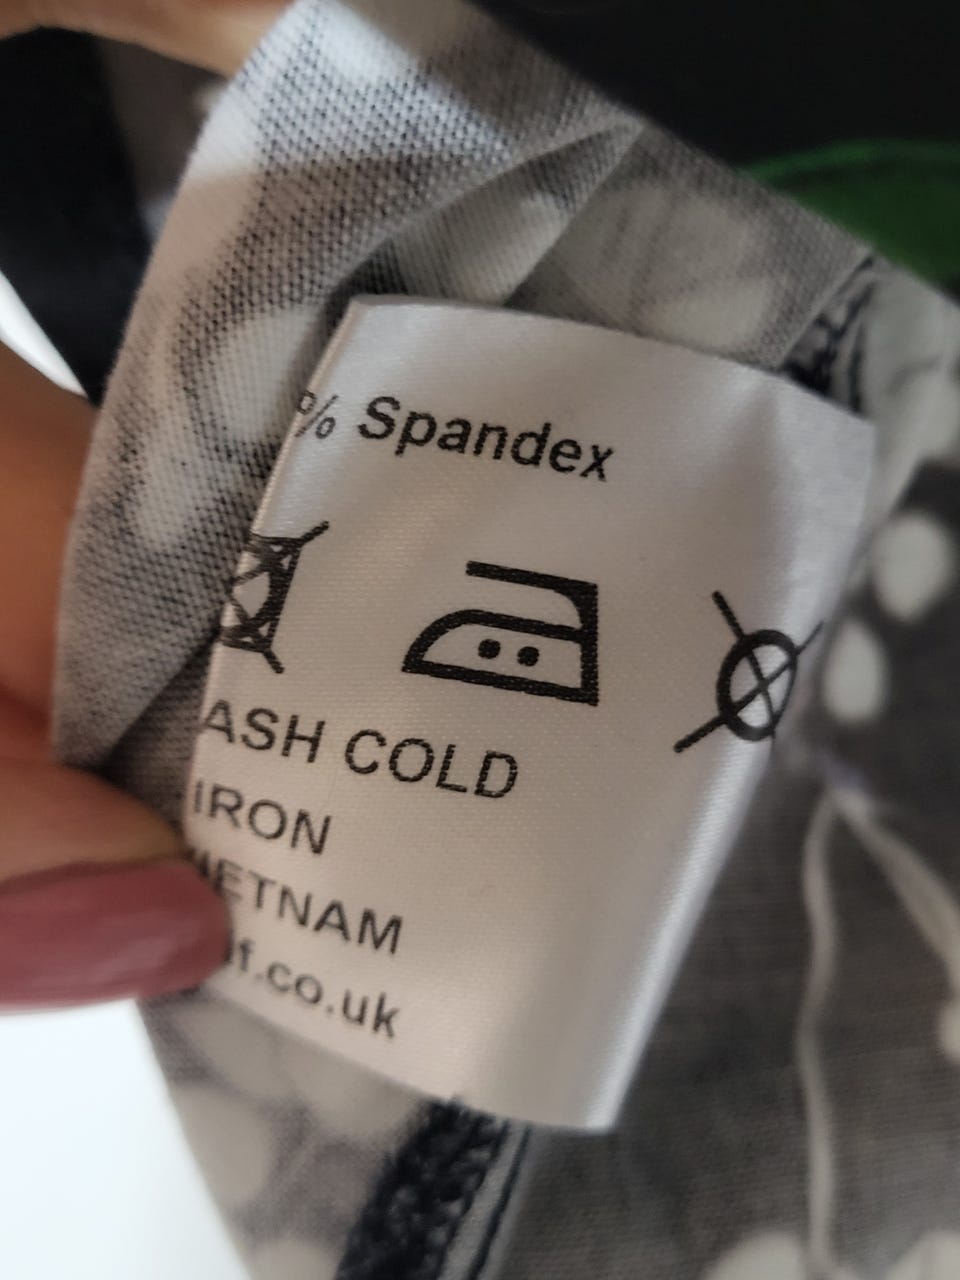 % Spandex
ASH COLD
IRON
IETNAM
f.co.uk